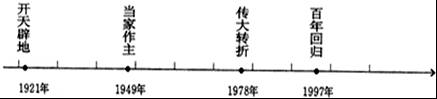 开天辟地
当家作主
传大转折
百年回归
1921年
1949年
1978年
1997年